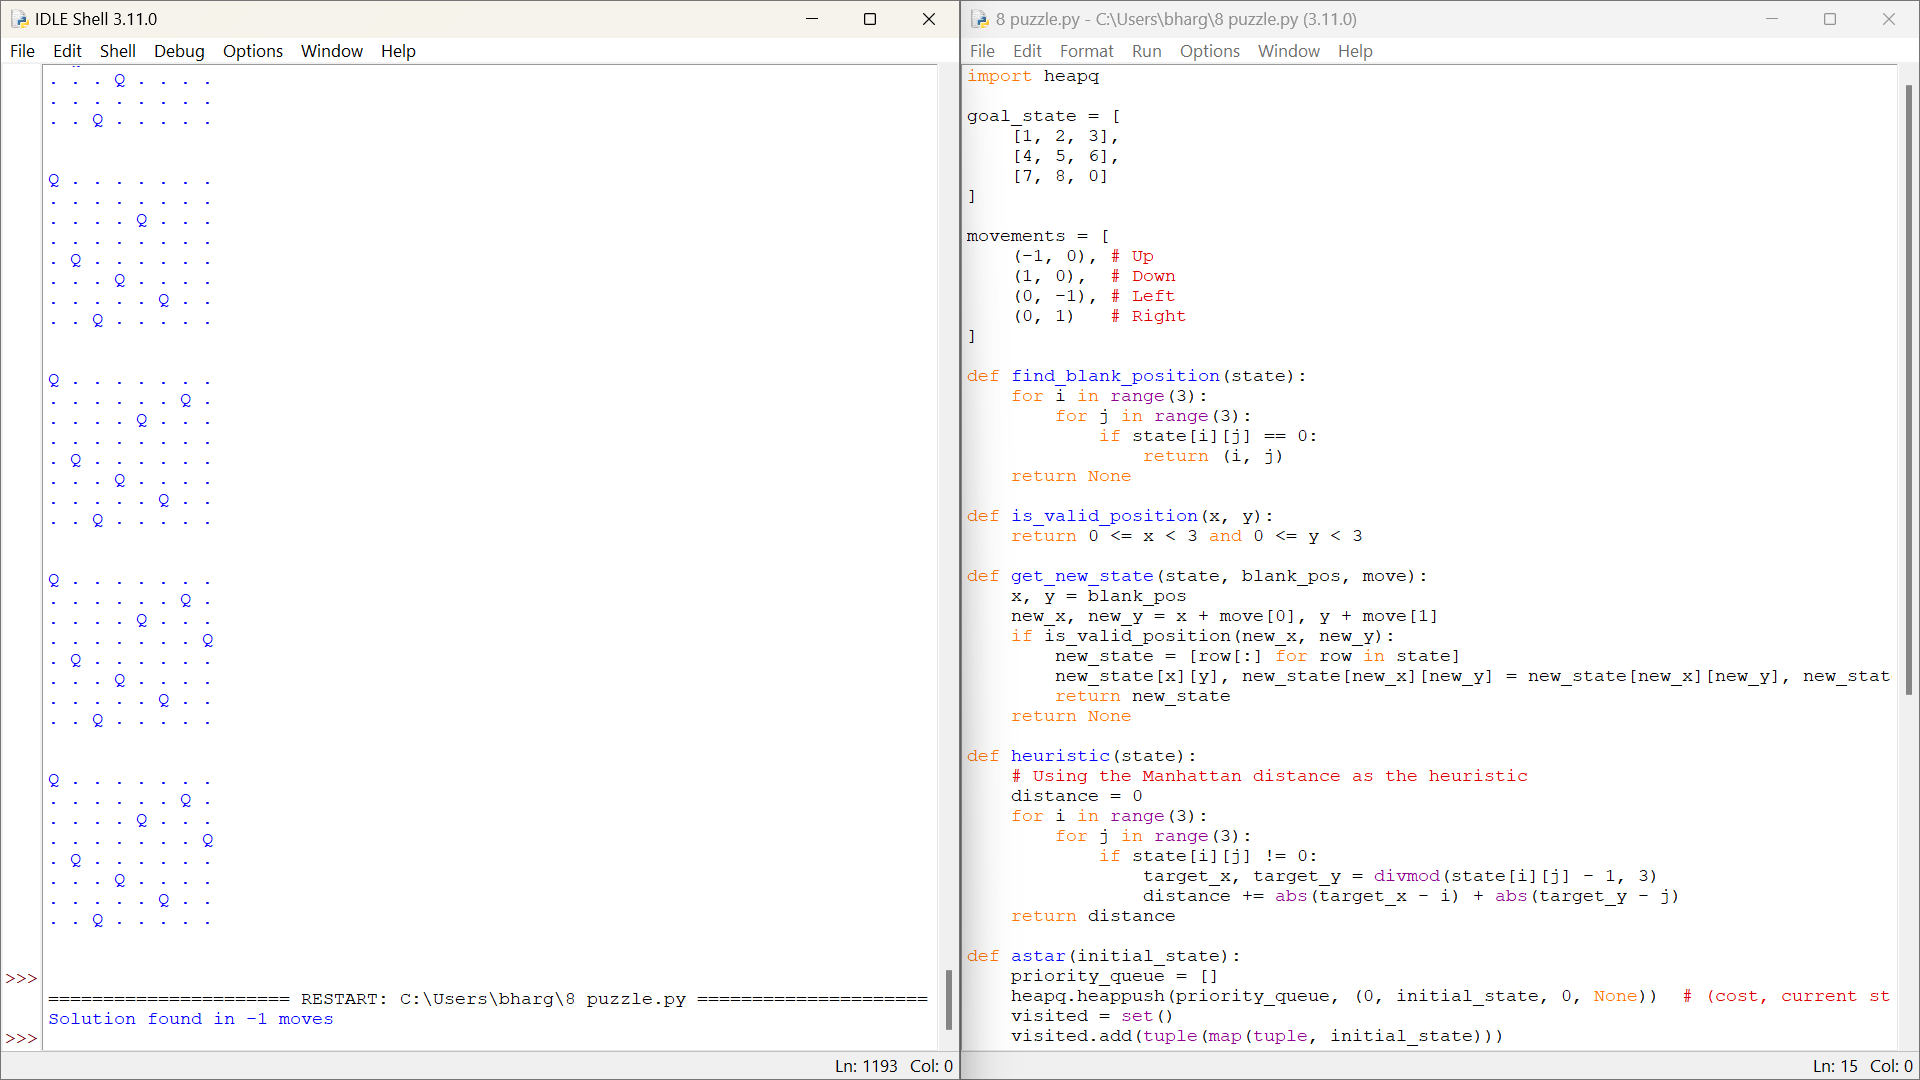 IDLE Shell 3.11.0
File Edit Shell Debug Options Window Help
. . . Q . . . .
. . . . . . . .
. . Q . . . . .
Q . . . . . . .
. . . . . . . .
. . . . Q . . .
. . . . . . . .
. Q . . . . . .
. . . Q . . . .
. . . . . Q . .
. . Q . . . . .
Q . . . . . . .
. . . . . . Q .
. . . . Q . . .
. . . . . . . .
. Q . . . . . .
. . . Q . . . .
. . . . . Q . .
. . Q . . . . .
Q . . . . . . .
. . . . . . Q .
. . . . Q . . .
. . . . . . . Q
. Q . . . . . .
. . . Q . . . .
. . . . . Q . .
. . Q . . . . .
Q . . . . . . .
. . . . . . Q .
. . . . Q . . .
. . . . . . . Q
. Q . . . . . .
. . . Q . . . .
. . . . . Q . .
. . Q . . . . .
>>>
====================== RESTART: C:\Users\bharg\8 puzzle.py =====================
Solution found in -1 moves
>>>
Ln: 1193 Col: 0
8 puzzle.py - C:\Users\bharg\8 puzzle.py (3.11.0)
File Edit Format Run Options Window Help
import heapq
goal_state = [
    [1, 2, 3],
    [4, 5, 6],
    [7, 8, 0]
]
movements = [
    (-1, 0), # Up
    (1, 0),  # Down
    (0, -1), # Left
    (0, 1)   # Right
]
def find_blank_position(state):
    for i in range(3):
        for j in range(3):
            if state[i][j] == 0:
                return (i, j)
    return None
def is_valid_position(x, y):
    return 0 <= x < 3 and 0 <= y < 3
def get_new_state(state, blank_pos, move):
    x, y = blank_pos
    new_x, new_y = x + move[0], y + move[1]
    if is_valid_position(new_x, new_y):
        new_state = [row[:] for row in state]
        new_state[x][y], new_state[new_x][new_y] = new_state[new_x][new_y], new_stat
        return new_state
    return None
def heuristic(state):
    # Using the Manhattan distance as the heuristic
    distance = 0
    for i in range(3):
        for j in range(3):
            if state[i][j] != 0:
                target_x, target_y = divmod(state[i][j] - 1, 3)
                distance += abs(target_x - i) + abs(target_y - j)
    return distance
def astar(initial_state):
    priority_queue = []
    heapq.heappush(priority_queue, (0, initial_state, 0, None))  # (cost, current st
    visited = set()
    visited.add(tuple(map(tuple, initial_state)))
Ln: 15 Col: 0